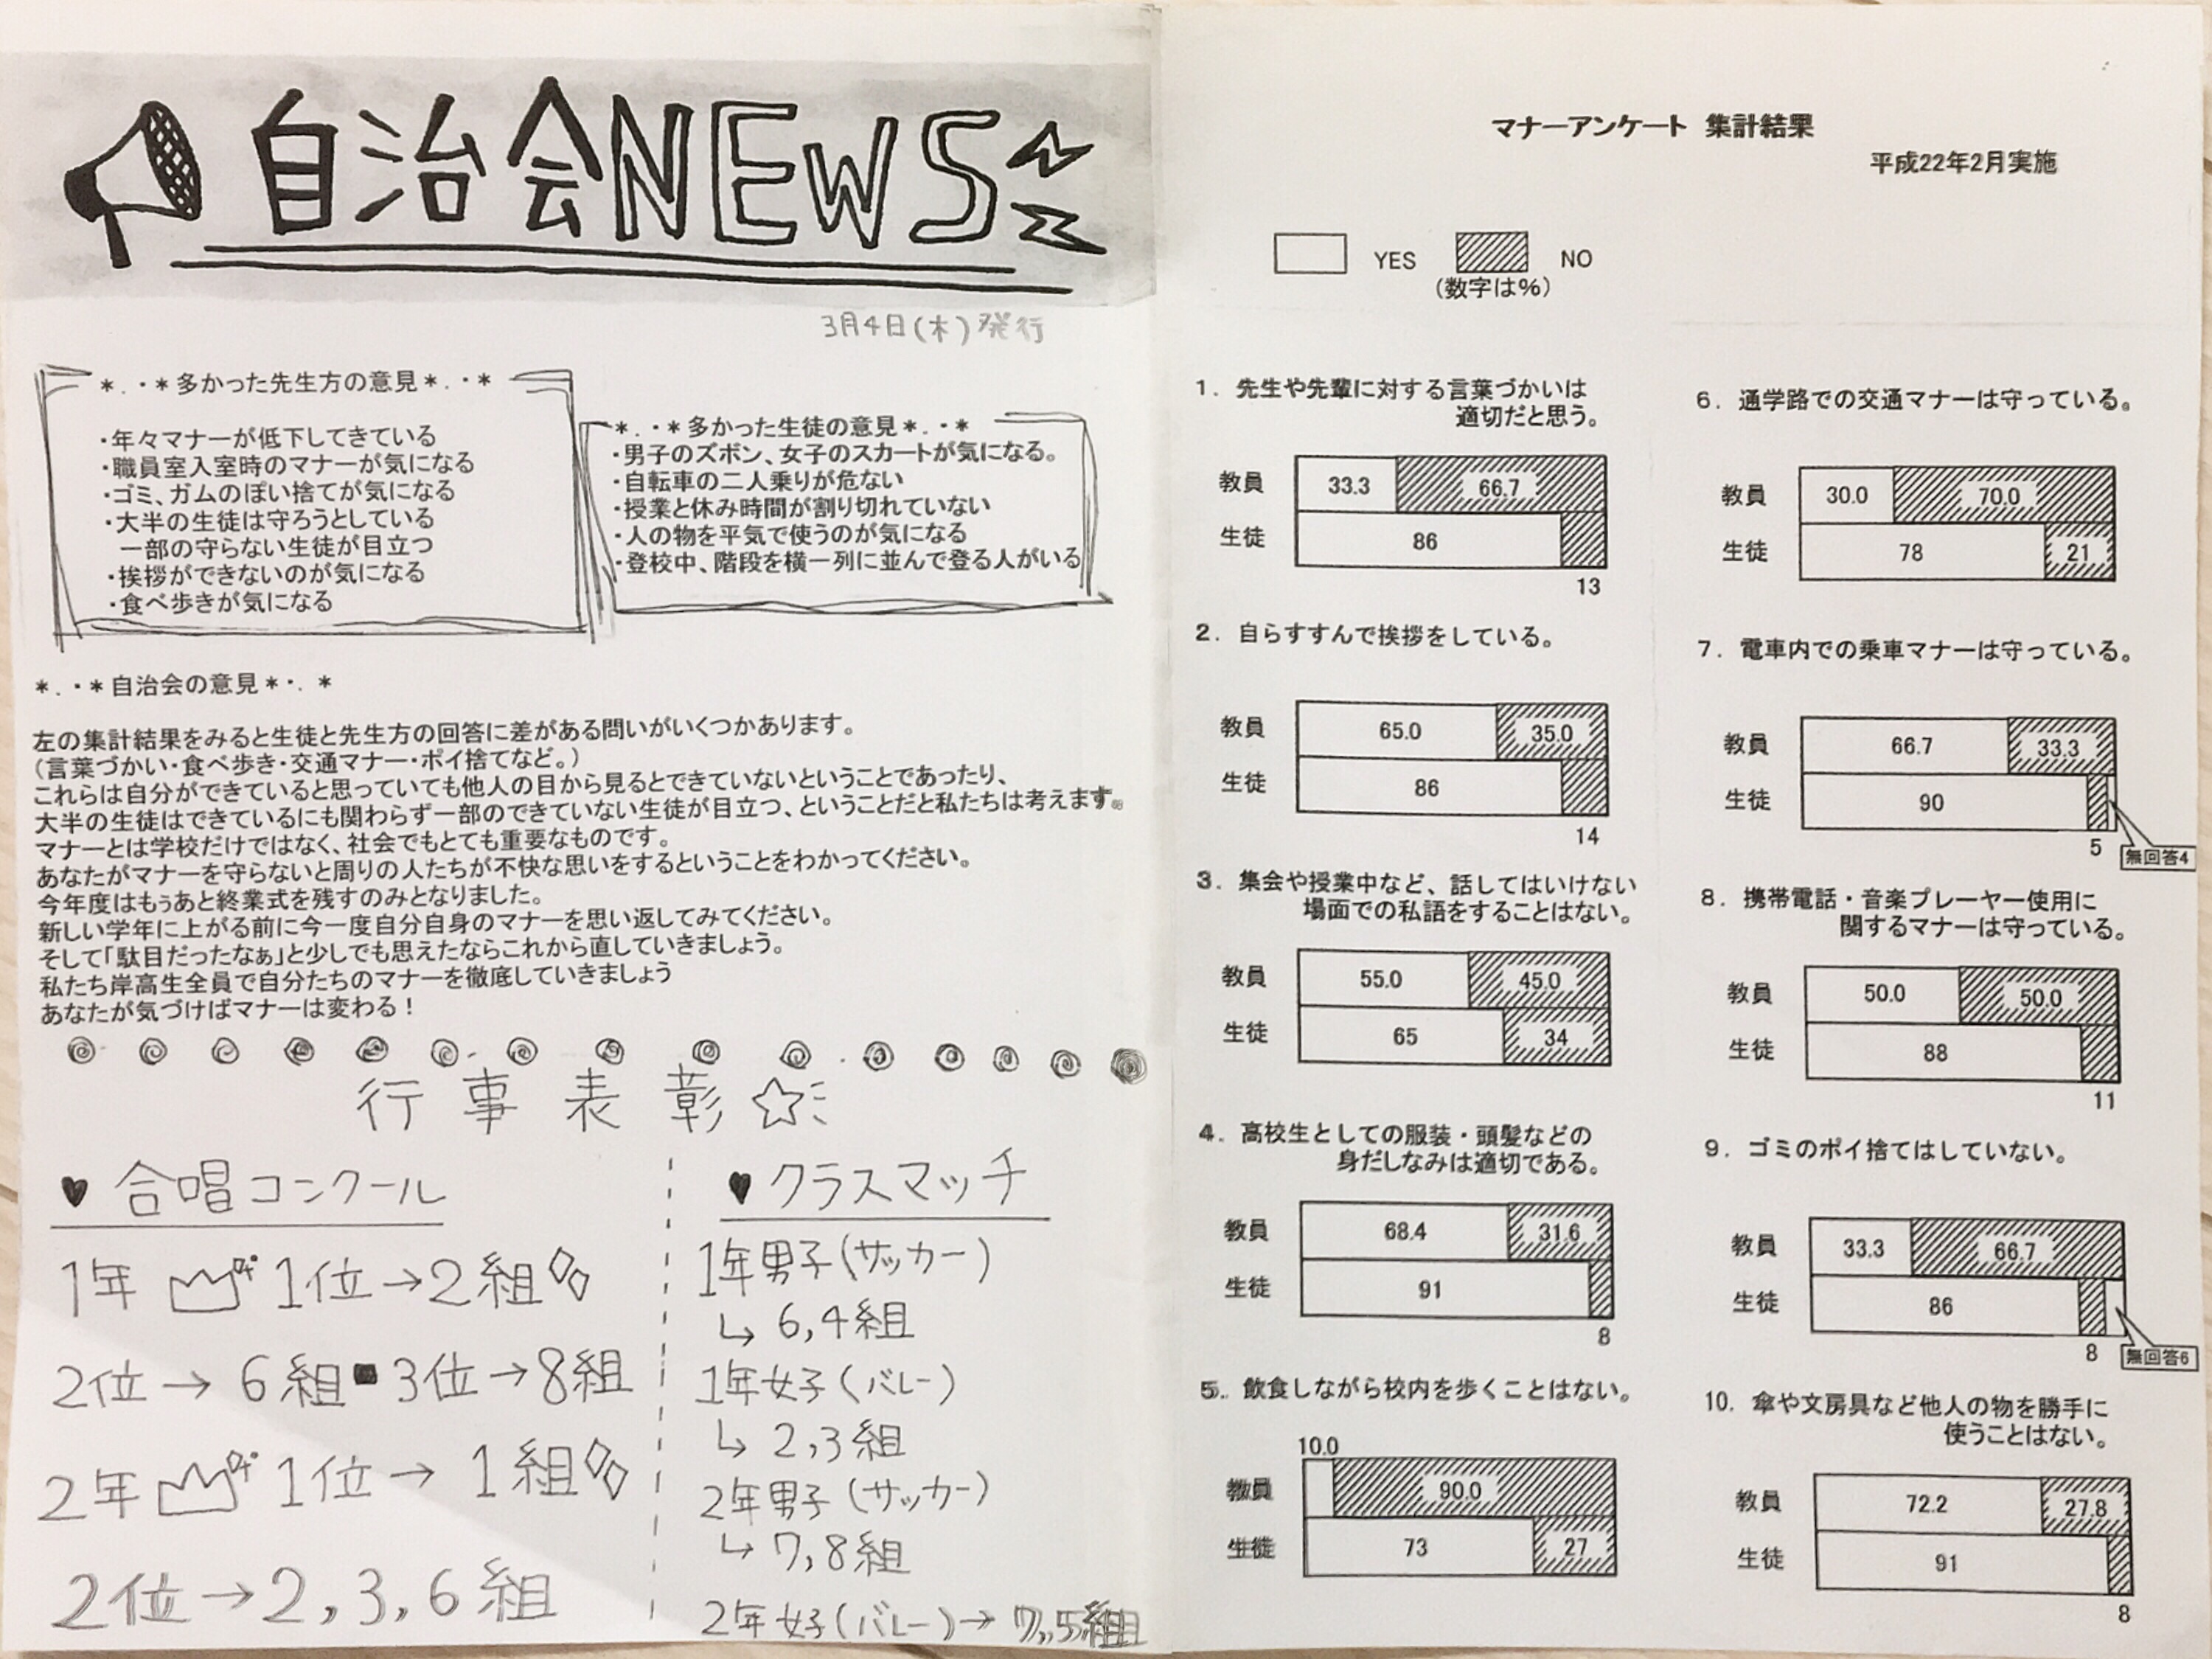 自治会NEWS
3月4日(木)発行
*．・*多かった先生方の意見*．・*
・年々マナーが低下してきている
・職員室入室時のマナーが気になる
・ゴミ、ガムのぽい捨てが気になる
・大半の生徒は守ろうとしている
一部の守らない生徒が目立つ
・挨拶ができないのが気になる
・食べ歩きが気になる
*．・*多かった生徒の意見*．・*
・男子のズボン、女子のスカートが気になる。
・自転車の二人乗りが危ない
・授業と休み時間が割り切れていない
・人の物を平気で使うのが気になる
・登校中、階段を横一列に並んで登る人がいる
*．・*自治会の意見*・．*
左の集計結果をみると生徒と先生方の回答に差がある問いがいくつかあります。
(言葉づかい・食べ歩き・交通マナー・ポイ捨てなど。)
これらは自分ができていると思っていても他人の目から見るとできていないということであったり、
大半の生徒はできているにも関わらず一部のできていない生徒が目立つ、ということだと私たちは考えます。
マナーとは学校だけではなく、社会でもとても重要なものです。
あなたがマナーを守らないと周りの人たちが不快な思いをするということをわかってください。
今年度はもぅあと終業式を残すのみとなりました。
新しい学年に上がる前に今一度自分自身のマナーを思い返してみてください。
そして「駄目だったなぁ」と少しでも思えたならこれから直していきましょう。
私たち岸高生全員で自分たちのマナーを徹底していきましょう
あなたが気づけばマナーは変わる！
行事表彰☆
♥合唱コンクール
1年 1位→2組
2位→6組■3位→8組
2年 1位→1組
2位→2,3,6組
♥クラスマッチ
1年男子(サッカー)
↳6,4組
1年女子(バレー)
↳2,3組
2年男子(サッカー)
↳7,8組
2年女子(バレー)→7,5組
マナーアンケート 集計結果
平成22年2月実施
YES NO
(数字は%)
1．先生や先輩に対する言葉づかいは
適切だと思う。
教員 33.3 66.7
生徒 86
13
2．自らすすんで挨拶をしている。
教員 65.0 35.0
生徒 86
14
3．集会や授業中など、話してはいけない
場面での私語をすることはない。
教員 55.0 45.0
生徒 65 34
4．高校生としての服装・頭髪などの
身だしなみは適切である。
教員 68.4 31.6
生徒 91
8
5．飲食しながら校内を歩くことはない。
10.0
教員 90.0
生徒 73 27
6．通学路での交通マナーは守っている。
教員 30.0 70.0
生徒 78 21
7．電車内での乗車マナーは守っている。
教員 66.7 33.3
生徒 90
5 無回答4
8．携帯電話・音楽プレーヤー使用に
関するマナーは守っている。
教員 50.0 50.0
生徒 88
11
9．ゴミのポイ捨てはしていない。
教員 33.3 66.7
生徒 86
8 無回答6
10．傘や文房具など他人の物を勝手に
使うことはない。
教員 72.2 27.8
生徒 91
8